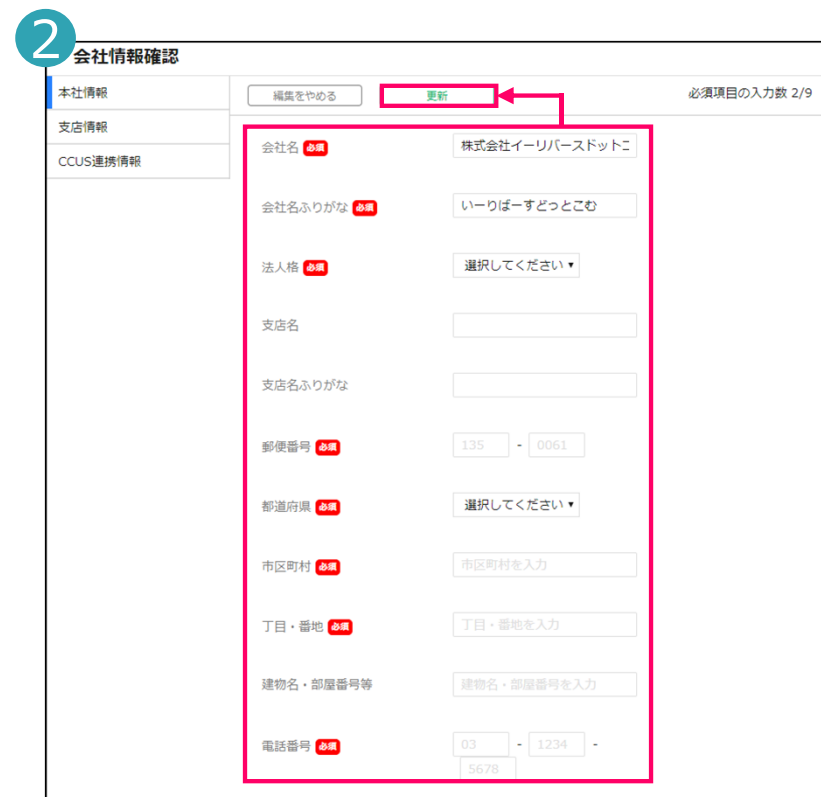 2
会社情報確認
本社情報
支店情報
CCUS連携情報
編集をやめる 更新 必須項目の入力数 2/9
会社名 必須 株式会社イーリバースドットコ
会社名ふりがな 必須 いーりばーすどっとこむ
法人格 必須 選択してください▼
支店名
支店名ふりがな
郵便番号 必須 135 - 0061
都道府県 必須 選択してください▼
市区町村 必須 市区町村を入力
丁目・番地 必須 丁目・番地を入力
建物名・部屋番号等 建物名・部屋番号を入力
電話番号 必須 03 - 1234 -
5678